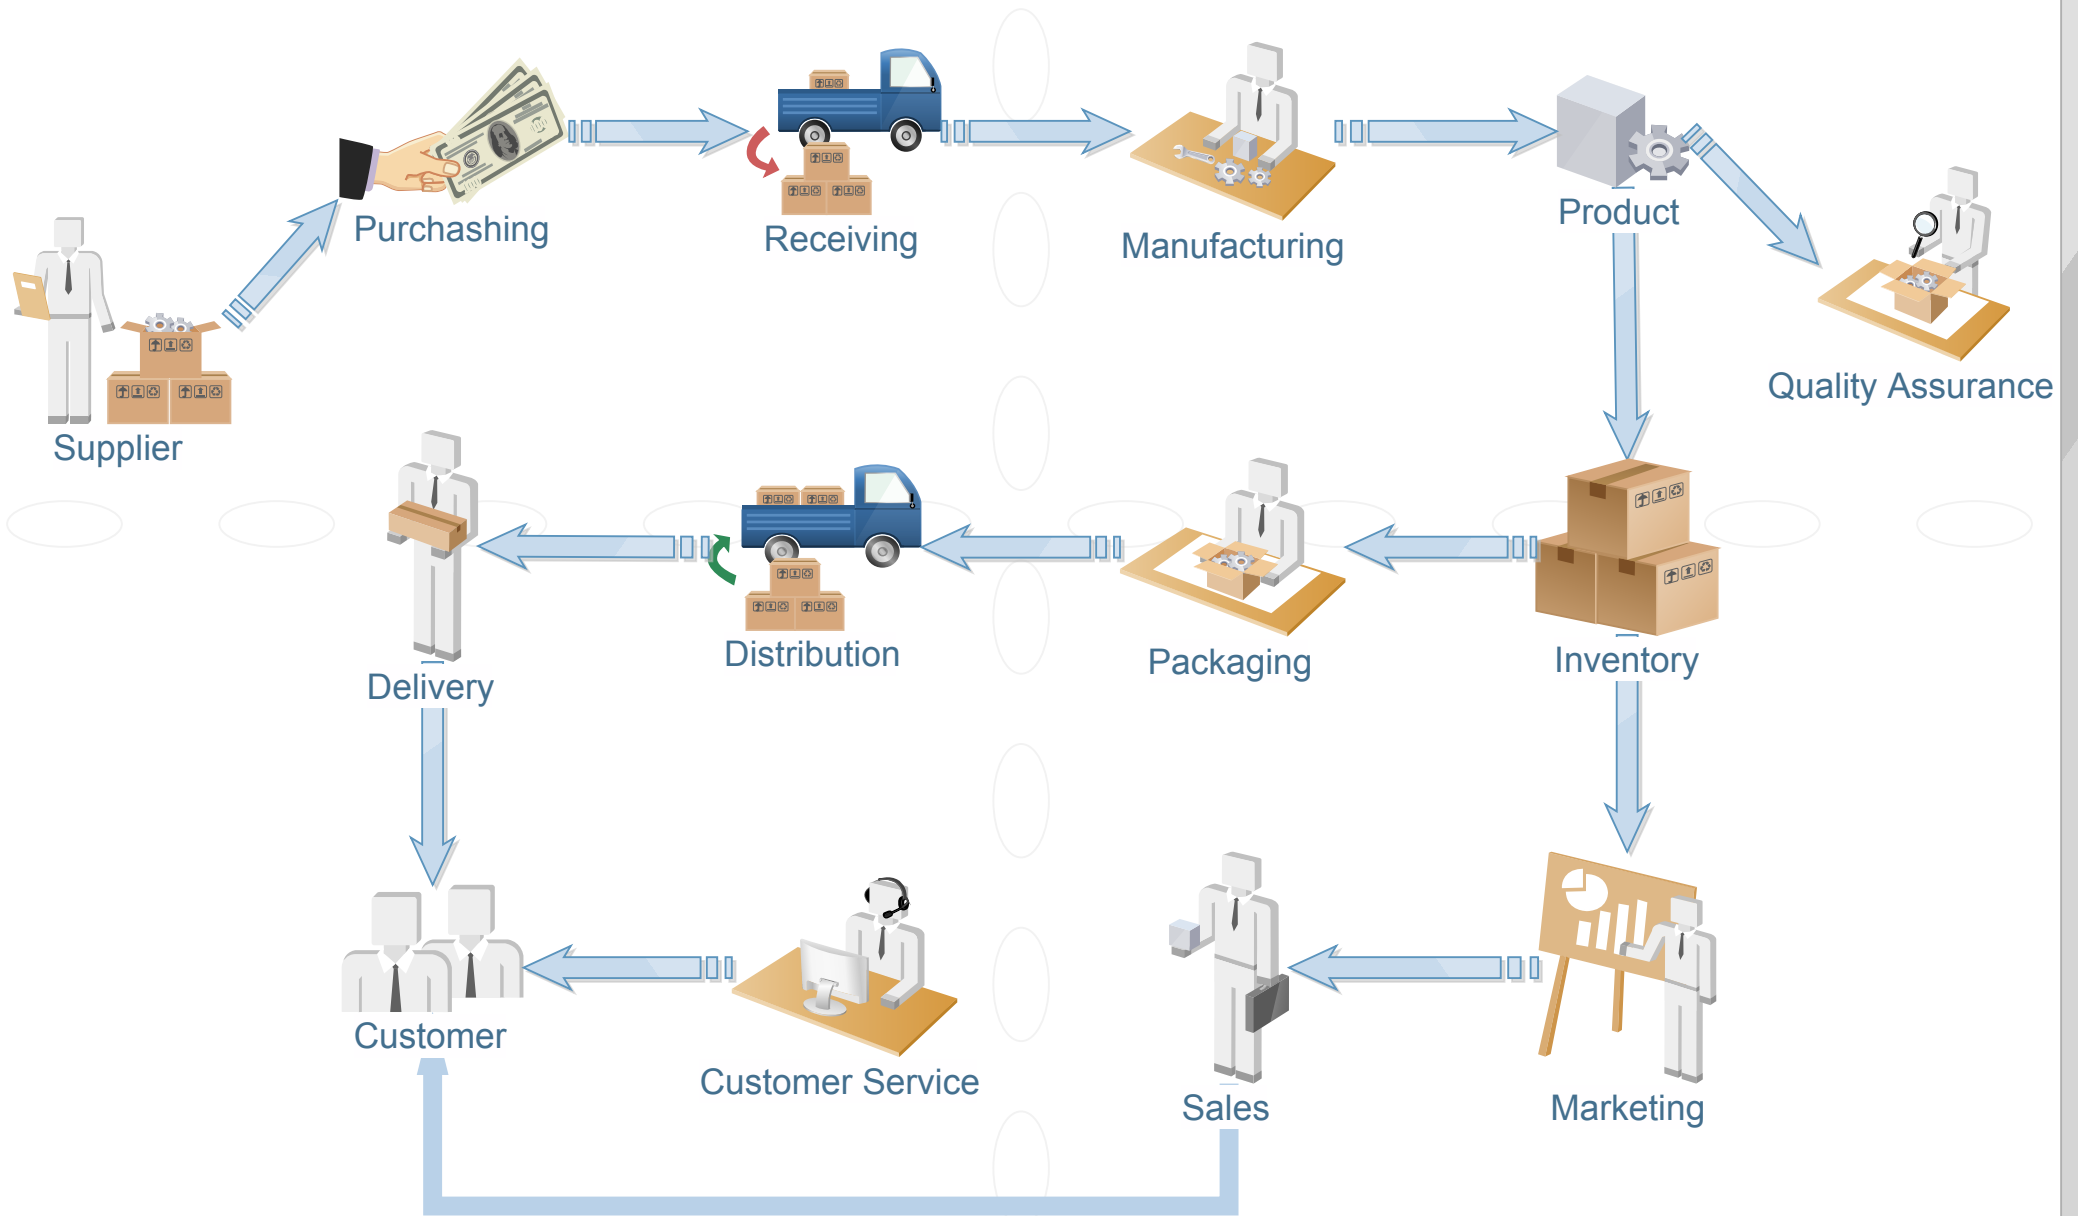 Purchashing
Receiving
Manufacturing
Product
Quality Assurance
Supplier
Delivery
Distribution
Packaging
Inventory
Customer
Customer Service
Sales
Marketing